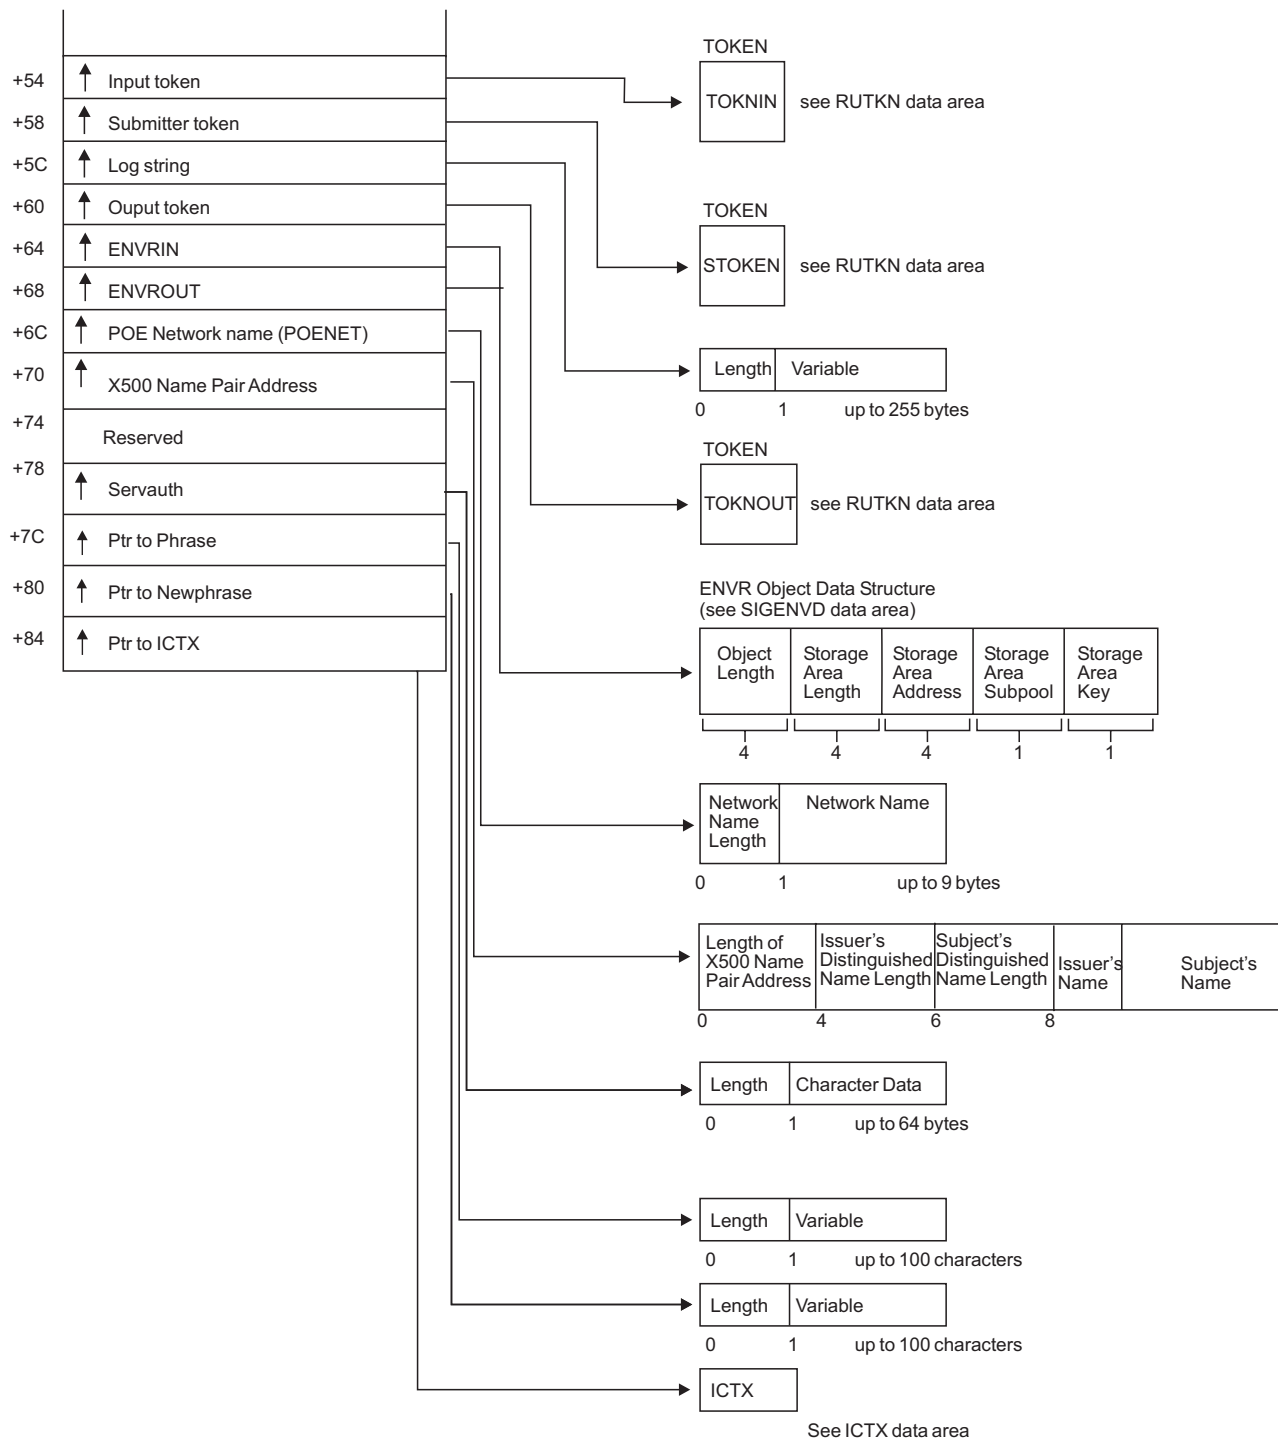 +54 Input token
+58 Submitter token
+5C Log string
+60 Ouput token
+64 ENVRIN
+68 ENVROUT
+6C POE Network name (POENET)
+70 X500 Name Pair Address
+74 Reserved
+78 Servauth
+7C Ptr to Phrase
+80 Ptr to Newphrase
+84 Ptr to ICTX
TOKEN
TOKNIN see RUTKN data area
TOKEN
STOKEN see RUTKN data area
Length Variable
0 1 up to 255 bytes
TOKEN
TOKNOUT see RUTKN data area
ENVR Object Data Structure
(see SIGENVD data area)
Object
Length
Storage
Area
Length
Storage
Area
Address
Storage
Area
Subpool
Storage
Area
Key
4 4 4 1 1
Network
Name
Length
Network Name
0 1 up to 9 bytes
Length of
X500 Name
Pair Address
Issuer's
Distinguished
Name Length
Subject's
Distinguished
Name Length
Issuer's
Name
Subject's
Name
0 4 6 8
Length Character Data
0 1 up to 64 bytes
Length Variable
0 1 up to 100 characters
Length Variable
0 1 up to 100 characters
ICTX
See ICTX data area